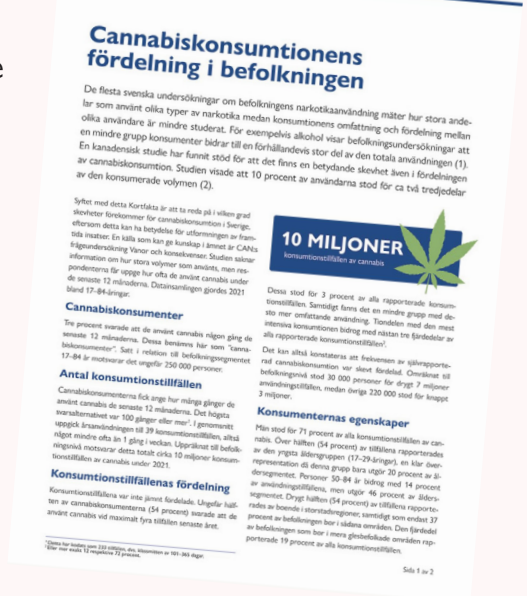 e
Cannabiskonsumtionens
fördelning i befolkningen
De flesta svenska undersökningar om befolkningens narkotikaanvändning mäter hur stora ande-
lar som använt olika typer av narkotika medan konsumtionens omfattning och fördelning mellan
olika användare är mindre studerat. För exempelvis alkohol visar befolkningsundersökningar att
en mindre grupp konsumenter bidrar till en förhållandevis stor del av den totala användningen (1).
En kanadensisk studie har funnit stöd för att det finns en betydande skevhet även i fördelningen
av cannabiskonsumtion. Studien visade att 10 procent av användarna stod för ca två tredjedelar
av den konsumerade volymen (2).
Syftet med detta Kortfakta är att ta reda på i vilken grad
skevheter förekommer för cannabiskonsumtion i Sverige,
eftersom detta kan ha betydelse för utformningen av fram-
tida insatser. En källa som kan ge kunskap i ämnet är CAN:s
frågeundersökning Vanor och konsekvenser. Studien saknar
information om hur stora volymer som använts, men res-
pondenterna får uppge hur ofta de använt cannabis under
de senaste 12 månaderna. Datainsamlingen gjordes 2021
bland 17–84-åringar.
Cannabiskonsumenter
Tre procent svarade att de använt cannabis någon gång de
senaste 12 månaderna. Dessa benämns här som "canna-
biskonsumenter". Sett i relation till befolkningssegmentet
17–84 år motsvarar det ungefär 250 000 personer.
Antal konsumtionstillfällen
Cannabiskonsumenterna fick ange hur många gånger de
använt cannabis de senaste 12 månaderna. Det högsta
svarsalternativet var 100 gånger eller mer¹. I genomsnitt
uppgick årsanvändningen till 39 konsumtionstillfällen, alltså
något mindre ofta än 1 gång i veckan. Uppräknat till befolk-
ningsnivå motsvarar detta totalt cirka 10 miljoner konsum-
tionstillfällen av cannabis under 2021.
Konsumtionstillfällenas fördelning
Konsumtionstillfällena var inte jämnt fördelade. Ungefär hälf-
ten av cannabiskonsumenterna (54 procent) svarade att de
använt cannabis vid maximalt fyra tillfällen senaste året.
10 MILJONER
konsumtionstillfällen av cannabis
Dessa stod för 3 procent av alla rapporterade konsum-
tionstillfällen. Samtidigt fanns det en mindre grupp med de-
sto mer omfattande användning. Tiondelen med den mest
intensiva konsumtionen bidrog med nästan tre fjärdedelar av
alla rapporterade konsumtionstillfällen².
Det kan alltså konstateras att frekvensen av självrapporte-
rad cannabiskonsumtion var skevt fördelad. Omräknat till
befolkningsnivå stod 30 000 personer för drygt 7 miljoner
användningstillfällen, medan övriga 220 000 stod för knappt
3 miljoner.
Konsumenternas egenskaper
Män stod för 71 procent av alla konsumtionstillfällen av can-
nabis. Över hälften (54 procent) av tillfällena rapporterades
av den yngsta åldersgruppen (17–29-åringar), en klar över-
representation då denna grupp bara utgör 20 procent av ål-
dersegmentet. Personer 50–84 år bidrog med 14 procent
av användningstillfällena, men utgör 46 procent av ålders-
segmentet. Drygt hälften (54 procent) av tillfällena rapporte-
rades av boende i storstadsregioner, samtidigt som endast 37
procent av befolkningen bor i sådana områden. Den fjärdedel
av befolkningen som bor i mera glesbefolkade områden rap-
porterade 19 procent av alla konsumtionstillfällen.
Sida 1 av 2